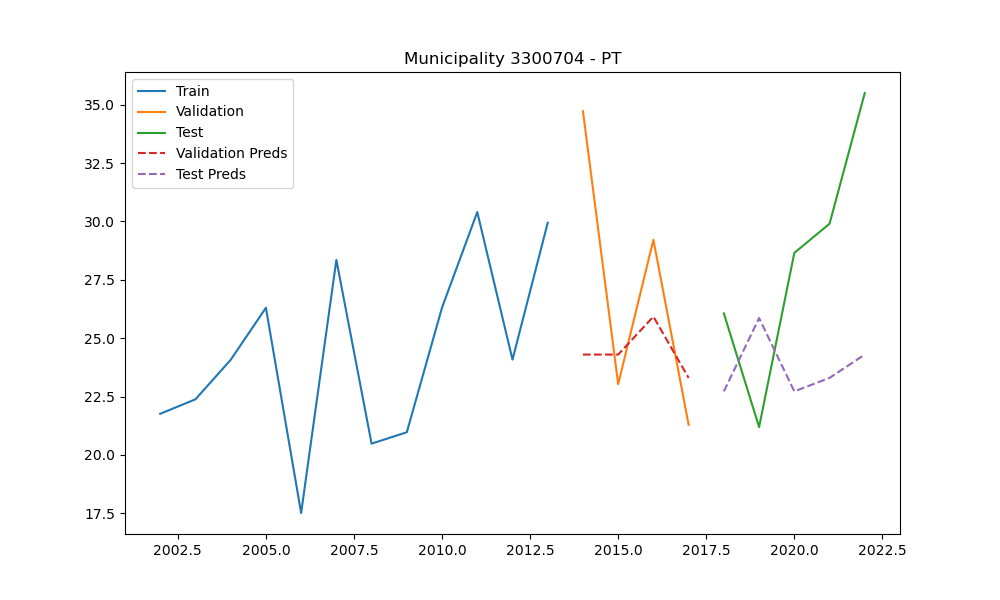 Municipality 3300704 - PT
Train
Validation
Test
Validation Preds
Test Preds
35.0
32.5
30.0
27.5
25.0
22.5
20.0
17.5
2002.5 2005.0 2007.5 2010.0 2012.5 2015.0 2017.5 2020.0 2022.5